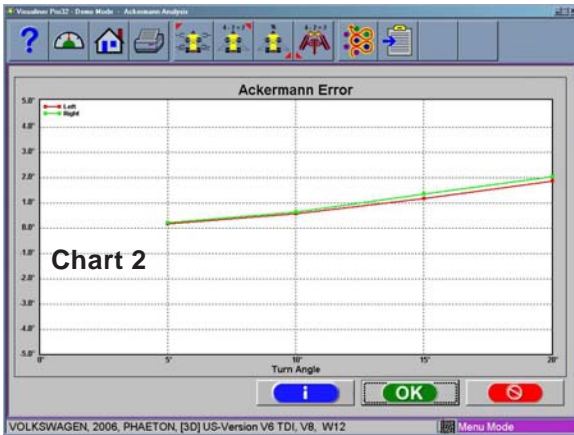 Visualiner Pro32 - Demo Mode - Ackermann Analysis
?
Ackermann Error
5.0°
Left
Right
4.0°
3.0°
2.0°
1.0°
0.0°
-1.0°
Chart 2
-2.0°
-3.0°
-4.0°
-5.0°
0° 5° 10° 15° 20°
Turn Angle
i OK
VOLKSWAGEN, 2006, PHAETON, [3D] US-Version V6 TDI, V8, W12 Menu Mode